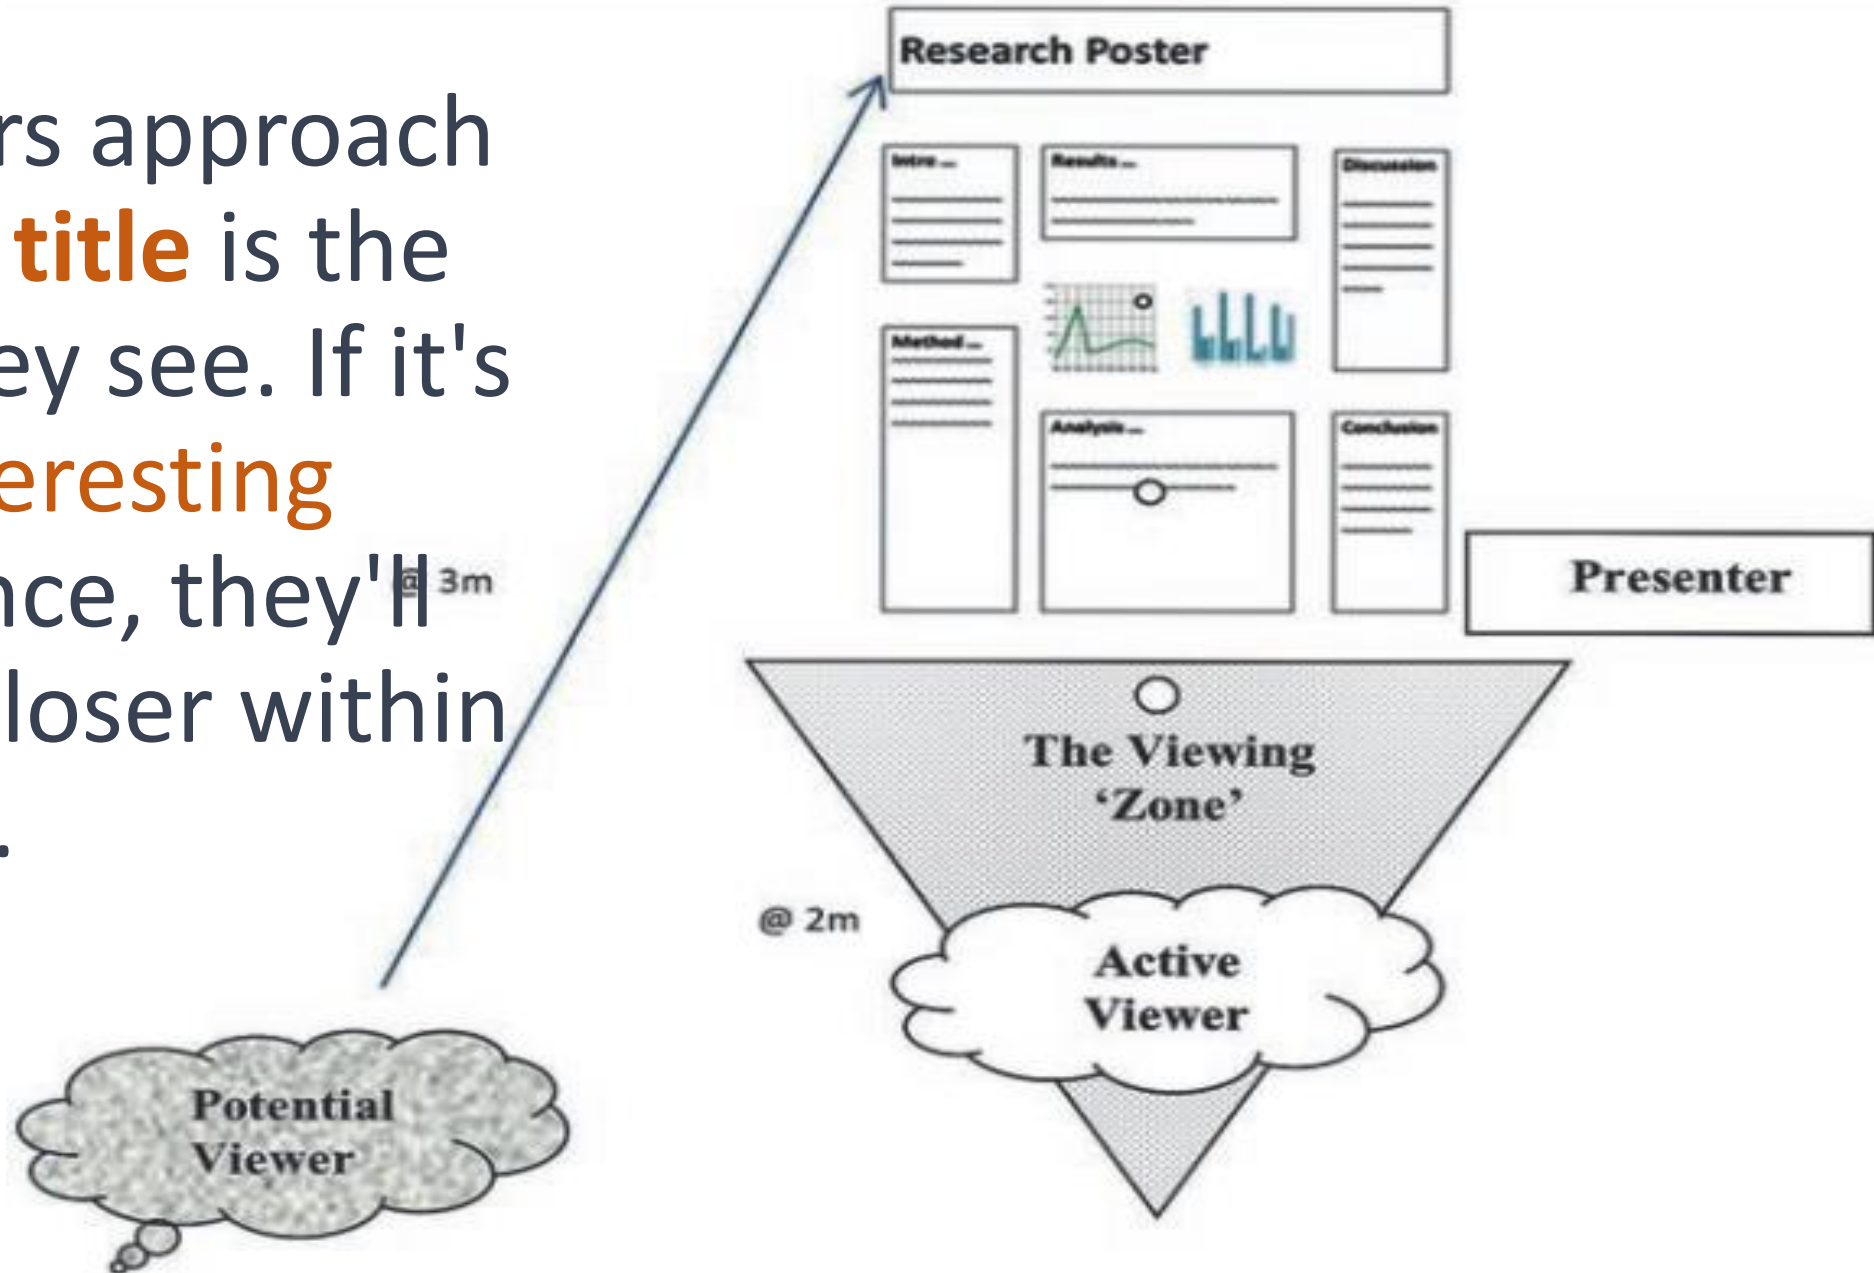 rs approach
title is the
ey see. If it's
eresting
nce, they'll
loser within
.
@ 3m
Research Poster
Intro ...
Results ...
Discussion
Method ...
Analysis ...
Conclusion
Presenter
The Viewing
‘Zone’
@ 2m
Active
Viewer
Potential
Viewer